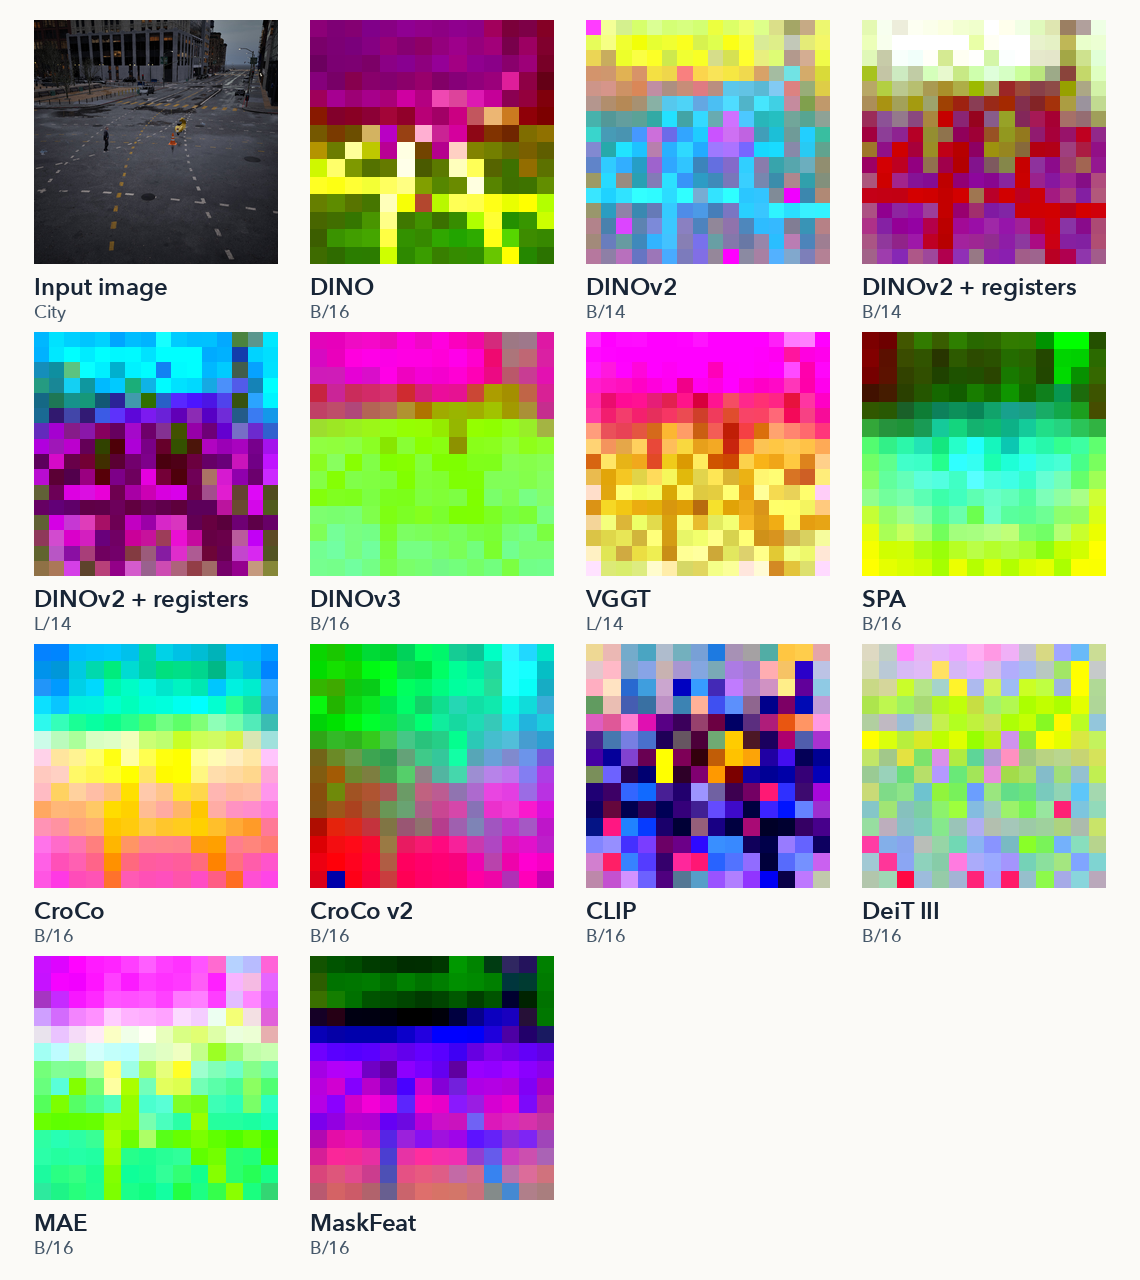 Input image
City
DINO
B/16
DINOv2
B/14
DINOv2 + registers
B/14
DINOv2 + registers
L/14
DINOv3
B/16
VGGT
L/14
SPA
B/16
CroCo
B/16
CroCo v2
B/16
CLIP
B/16
DeiT III
B/16
MAE
B/16
MaskFeat
B/16